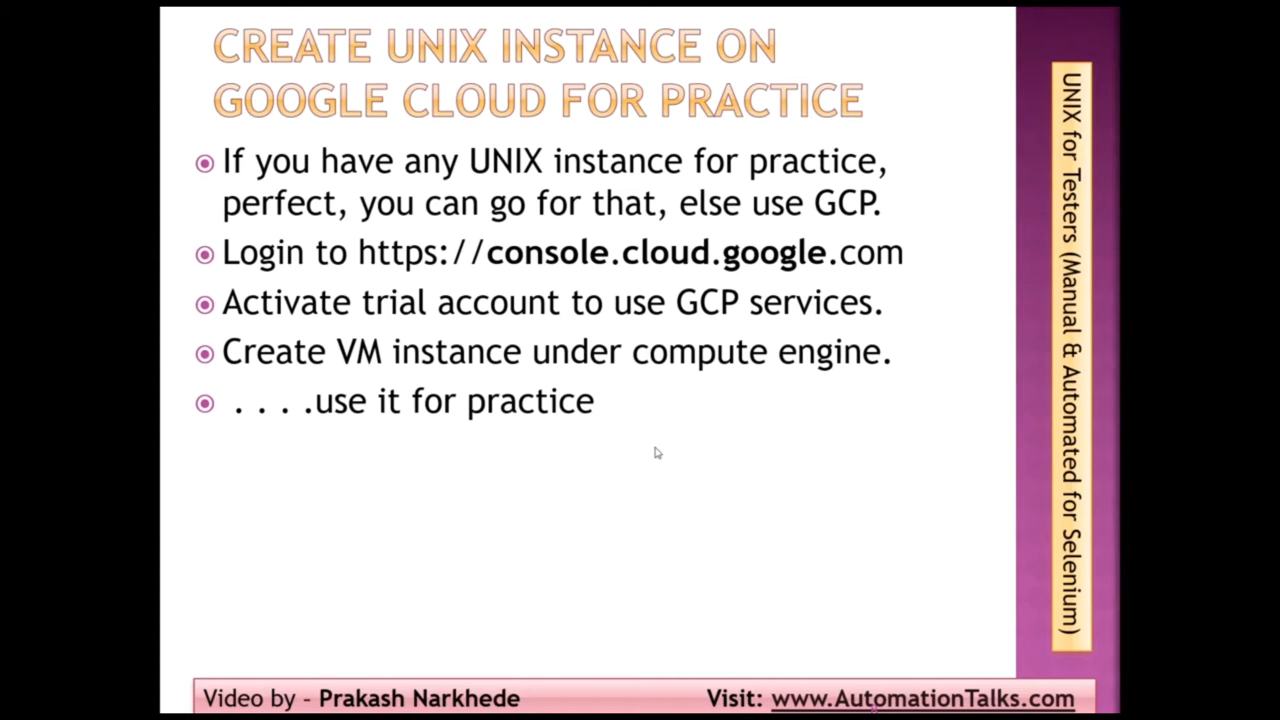 CREATE UNIX INSTANCE ON
GOOGLE CLOUD FOR PRACTICE
If you have any UNIX instance for practice,
perfect, you can go for that, else use GCP.
Login to https://console.cloud.google.com
Activate trial account to use GCP services.
Create VM instance under compute engine.
. . . .use it for practice
UNIX for Testers (Manual & Automated for Selenium)
Video by - Prakash Narkhede
Visit: www.AutomationTalks.com